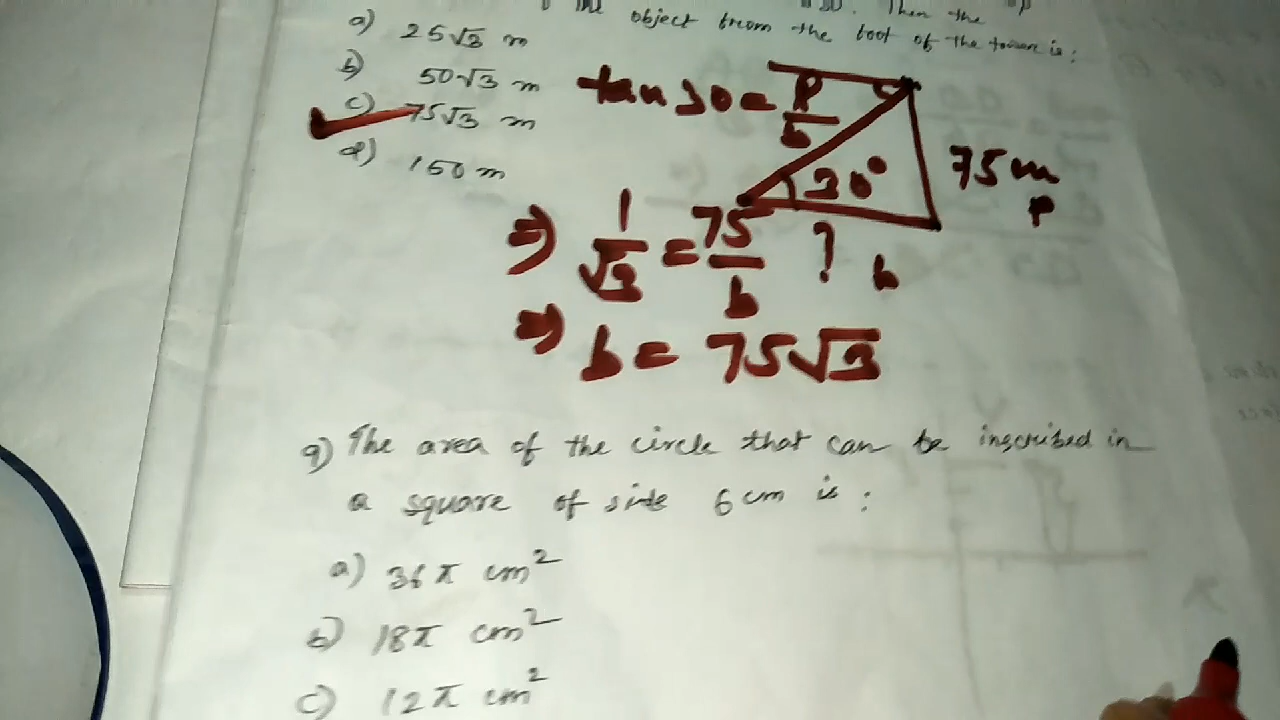 Then the
object from the foot of the tower is:
a) 25√3 m
b) 50√3 m
c) 75√3 m
d) 150 m
tan 30 = P/b
30°
75 m
P
? b
⇒ 1/√3 = 75/b
⇒ b = 75√3
9) The area of the circle that can be inscribed in
a square of side 6 cm is :
a) 36π cm²
b) 18π cm²
c) 12π cm²